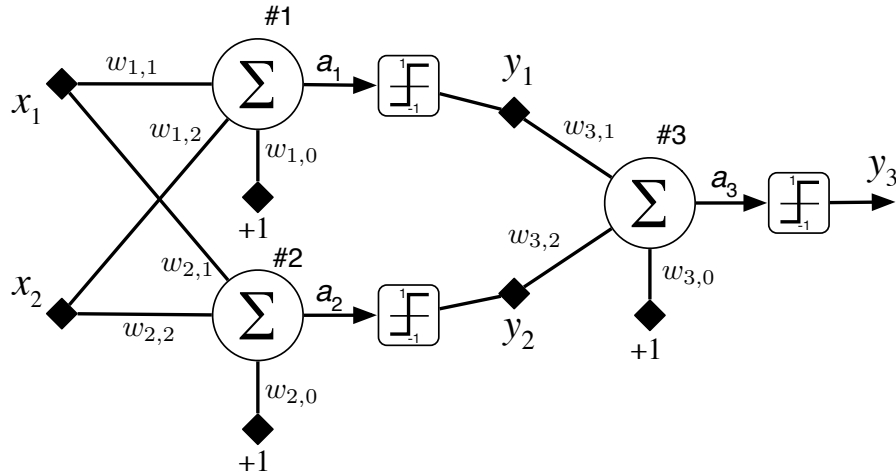 #1
x₁
w₁,₁
Σ
a₁
1
-1
y₁
w₁,₂
w₁,₀
+1
w₃,₁
#3
Σ
a₃
1
-1
y₃
w₃,₂
w₃,₀
+1
x₂
w₂,₁
#2
w₂,₂
Σ
a₂
1
-1
y₂
w₂,₀
+1